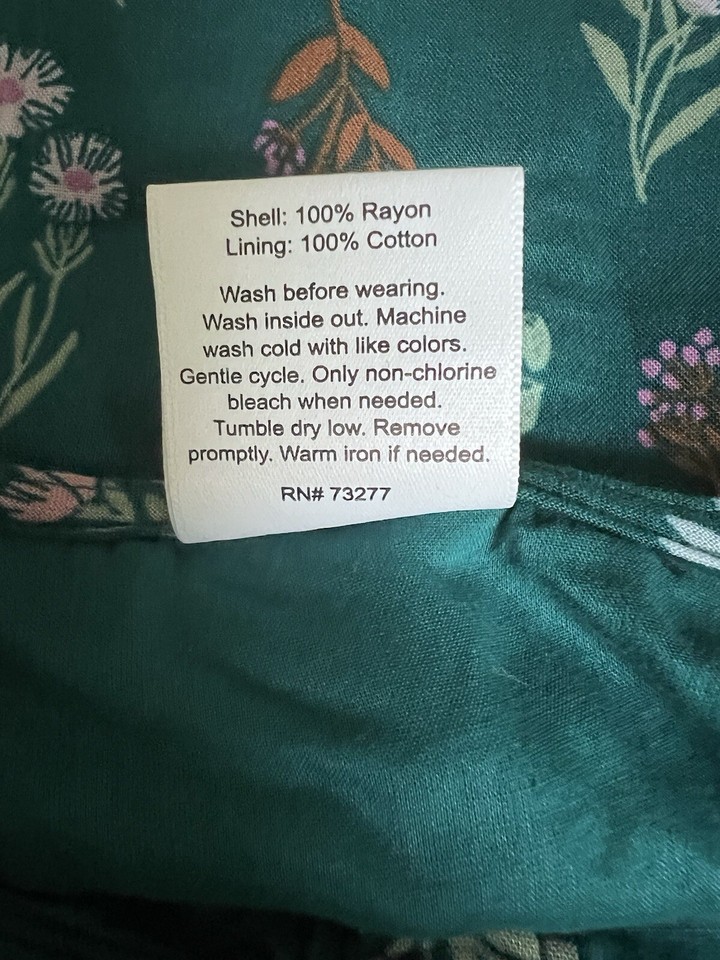 Shell: 100% Rayon
Lining: 100% Cotton
Wash before wearing.
Wash inside out. Machine
wash cold with like colors.
Gentle cycle. Only non-chlorine
bleach when needed.
Tumble dry low. Remove
promptly. Warm iron if needed.
RN# 73277